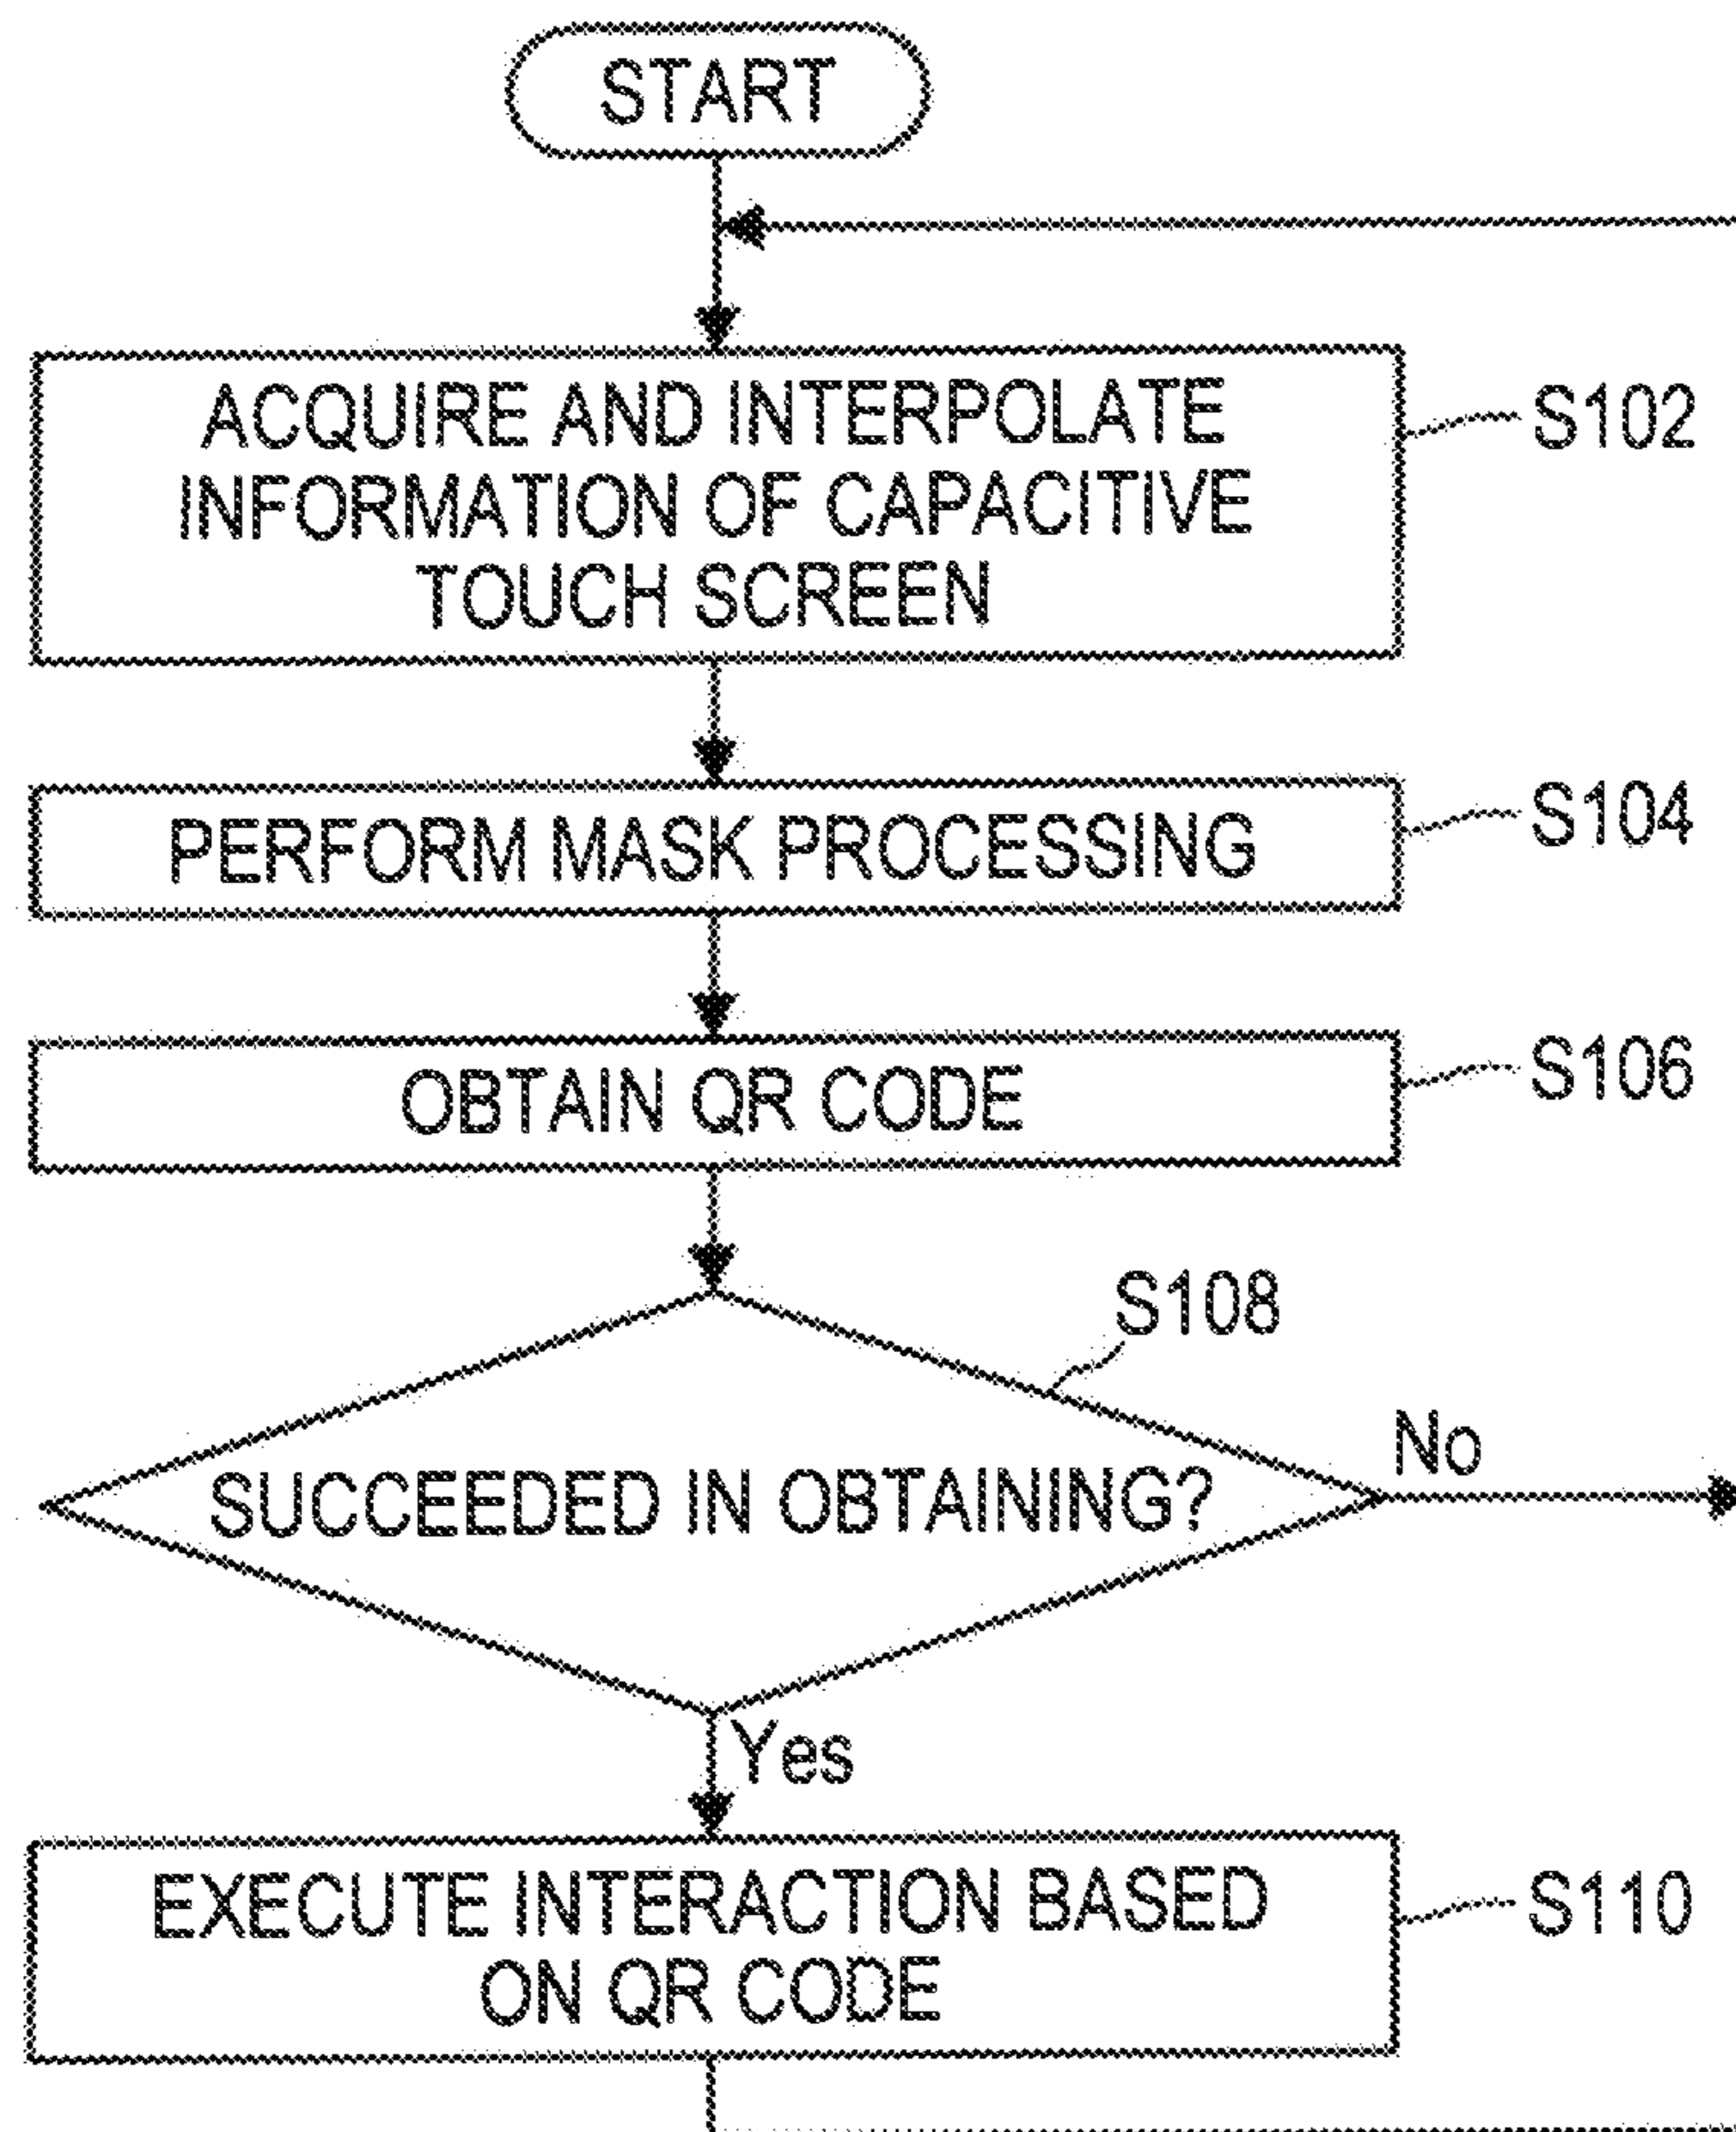 START
ACQUIRE AND INTERPOLATE
INFORMATION OF CAPACITIVE
TOUCH SCREEN
S102
PERFORM MASK PROCESSING
S104
OBTAIN QR CODE
S106
S108
SUCCEEDED IN OBTAINING?
No
Yes
EXECUTE INTERACTION BASED
ON QR CODE
S110